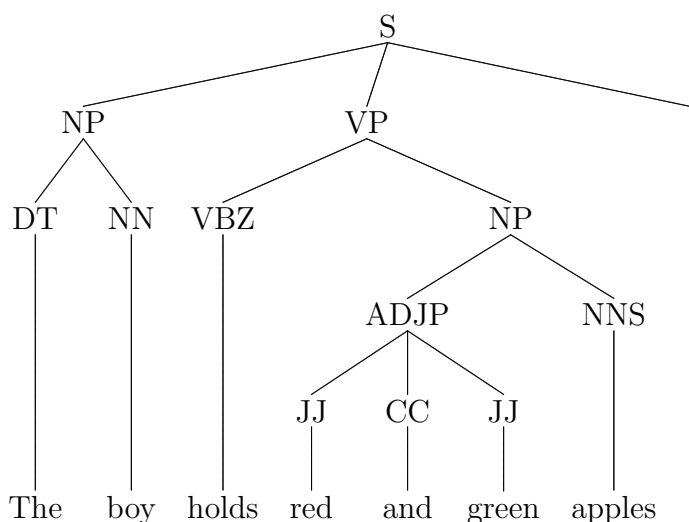 S
NP VP
DT NN VBZ NP
ADJP NNS
JJ CC JJ
The boy holds red and green apples